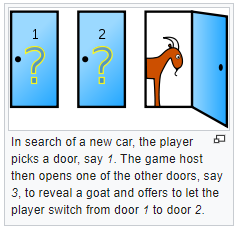 1 2
? ?
In search of a new car, the player
picks a door, say 1. The game host
then opens one of the other doors, say
3, to reveal a goat and offers to let the
player switch from door 1 to door 2.